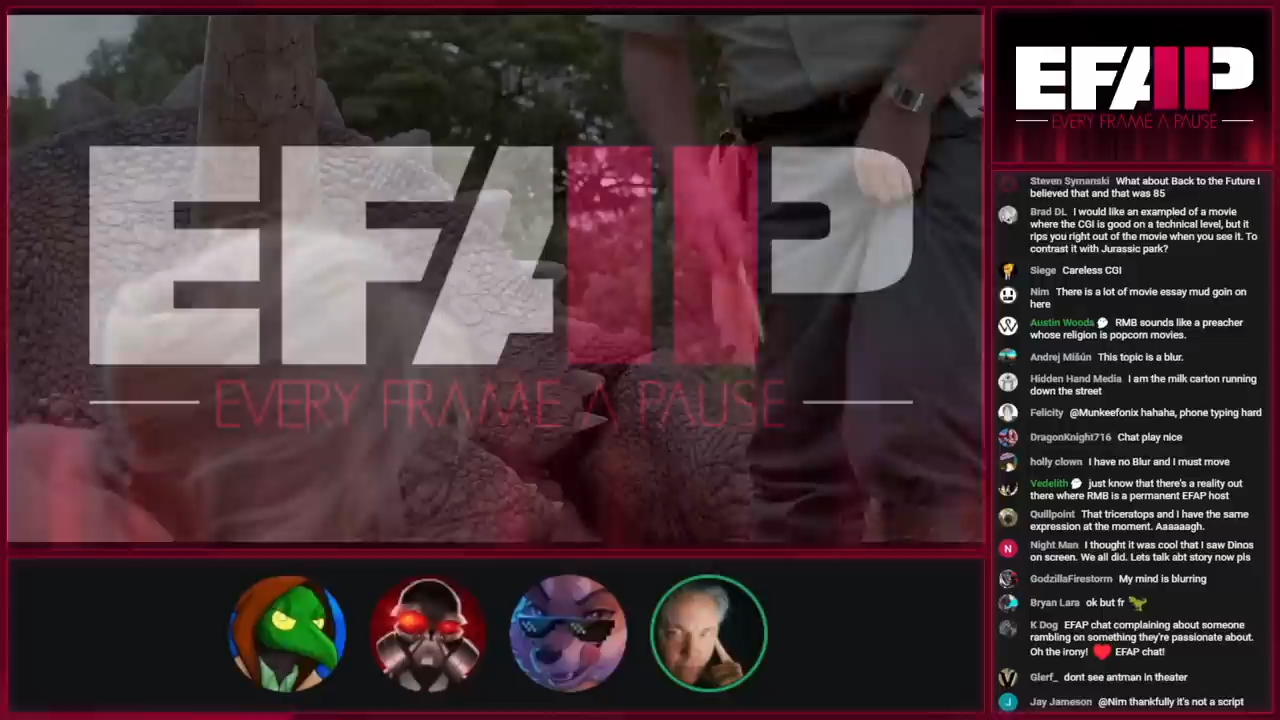 EFAP
EVERY FRAME A PAUSE
EFAP
EVERY FRAME A PAUSE
Steven Symanski What about Back to the Future I
believed that and that was 85
Brad DL I would like an exampled of a movie
where the CGI is good on a technical level, but it
rips you right out of the movie when you see it. To
contrast it with Jurassic park?
Siege Careless CGI
Nim There is a lot of movie essay mud goin on
here
Austin Woods RMB sounds like a preacher
whose religion is popcorn movies.
Andrej Mišún This topic is a blur.
Hidden Hand Media I am the milk carton running
down the street
Felicity @Munkeefonix hahaha, phone typing hard
DragonKnight716 Chat play nice
holly clown I have no Blur and I must move
Vedelith just know that there's a reality out
there where RMB is a permanent EFAP host
Quillpoint That triceratops and I have the same
expression at the moment. Aaaaaagh.
N
Night Man I thought it was cool that I saw Dinos
on screen. We all did. Lets talk abt story now pls
GodzillaFirestorm My mind is blurring
Bryan Lara ok but fr
K Dog EFAP chat complaining about someone
rambling on something they're passionate about.
Oh the irony! EFAP chat!
Glerf_ dont see antman in theater
J
Jay Jameson @Nim thankfully it's not a script